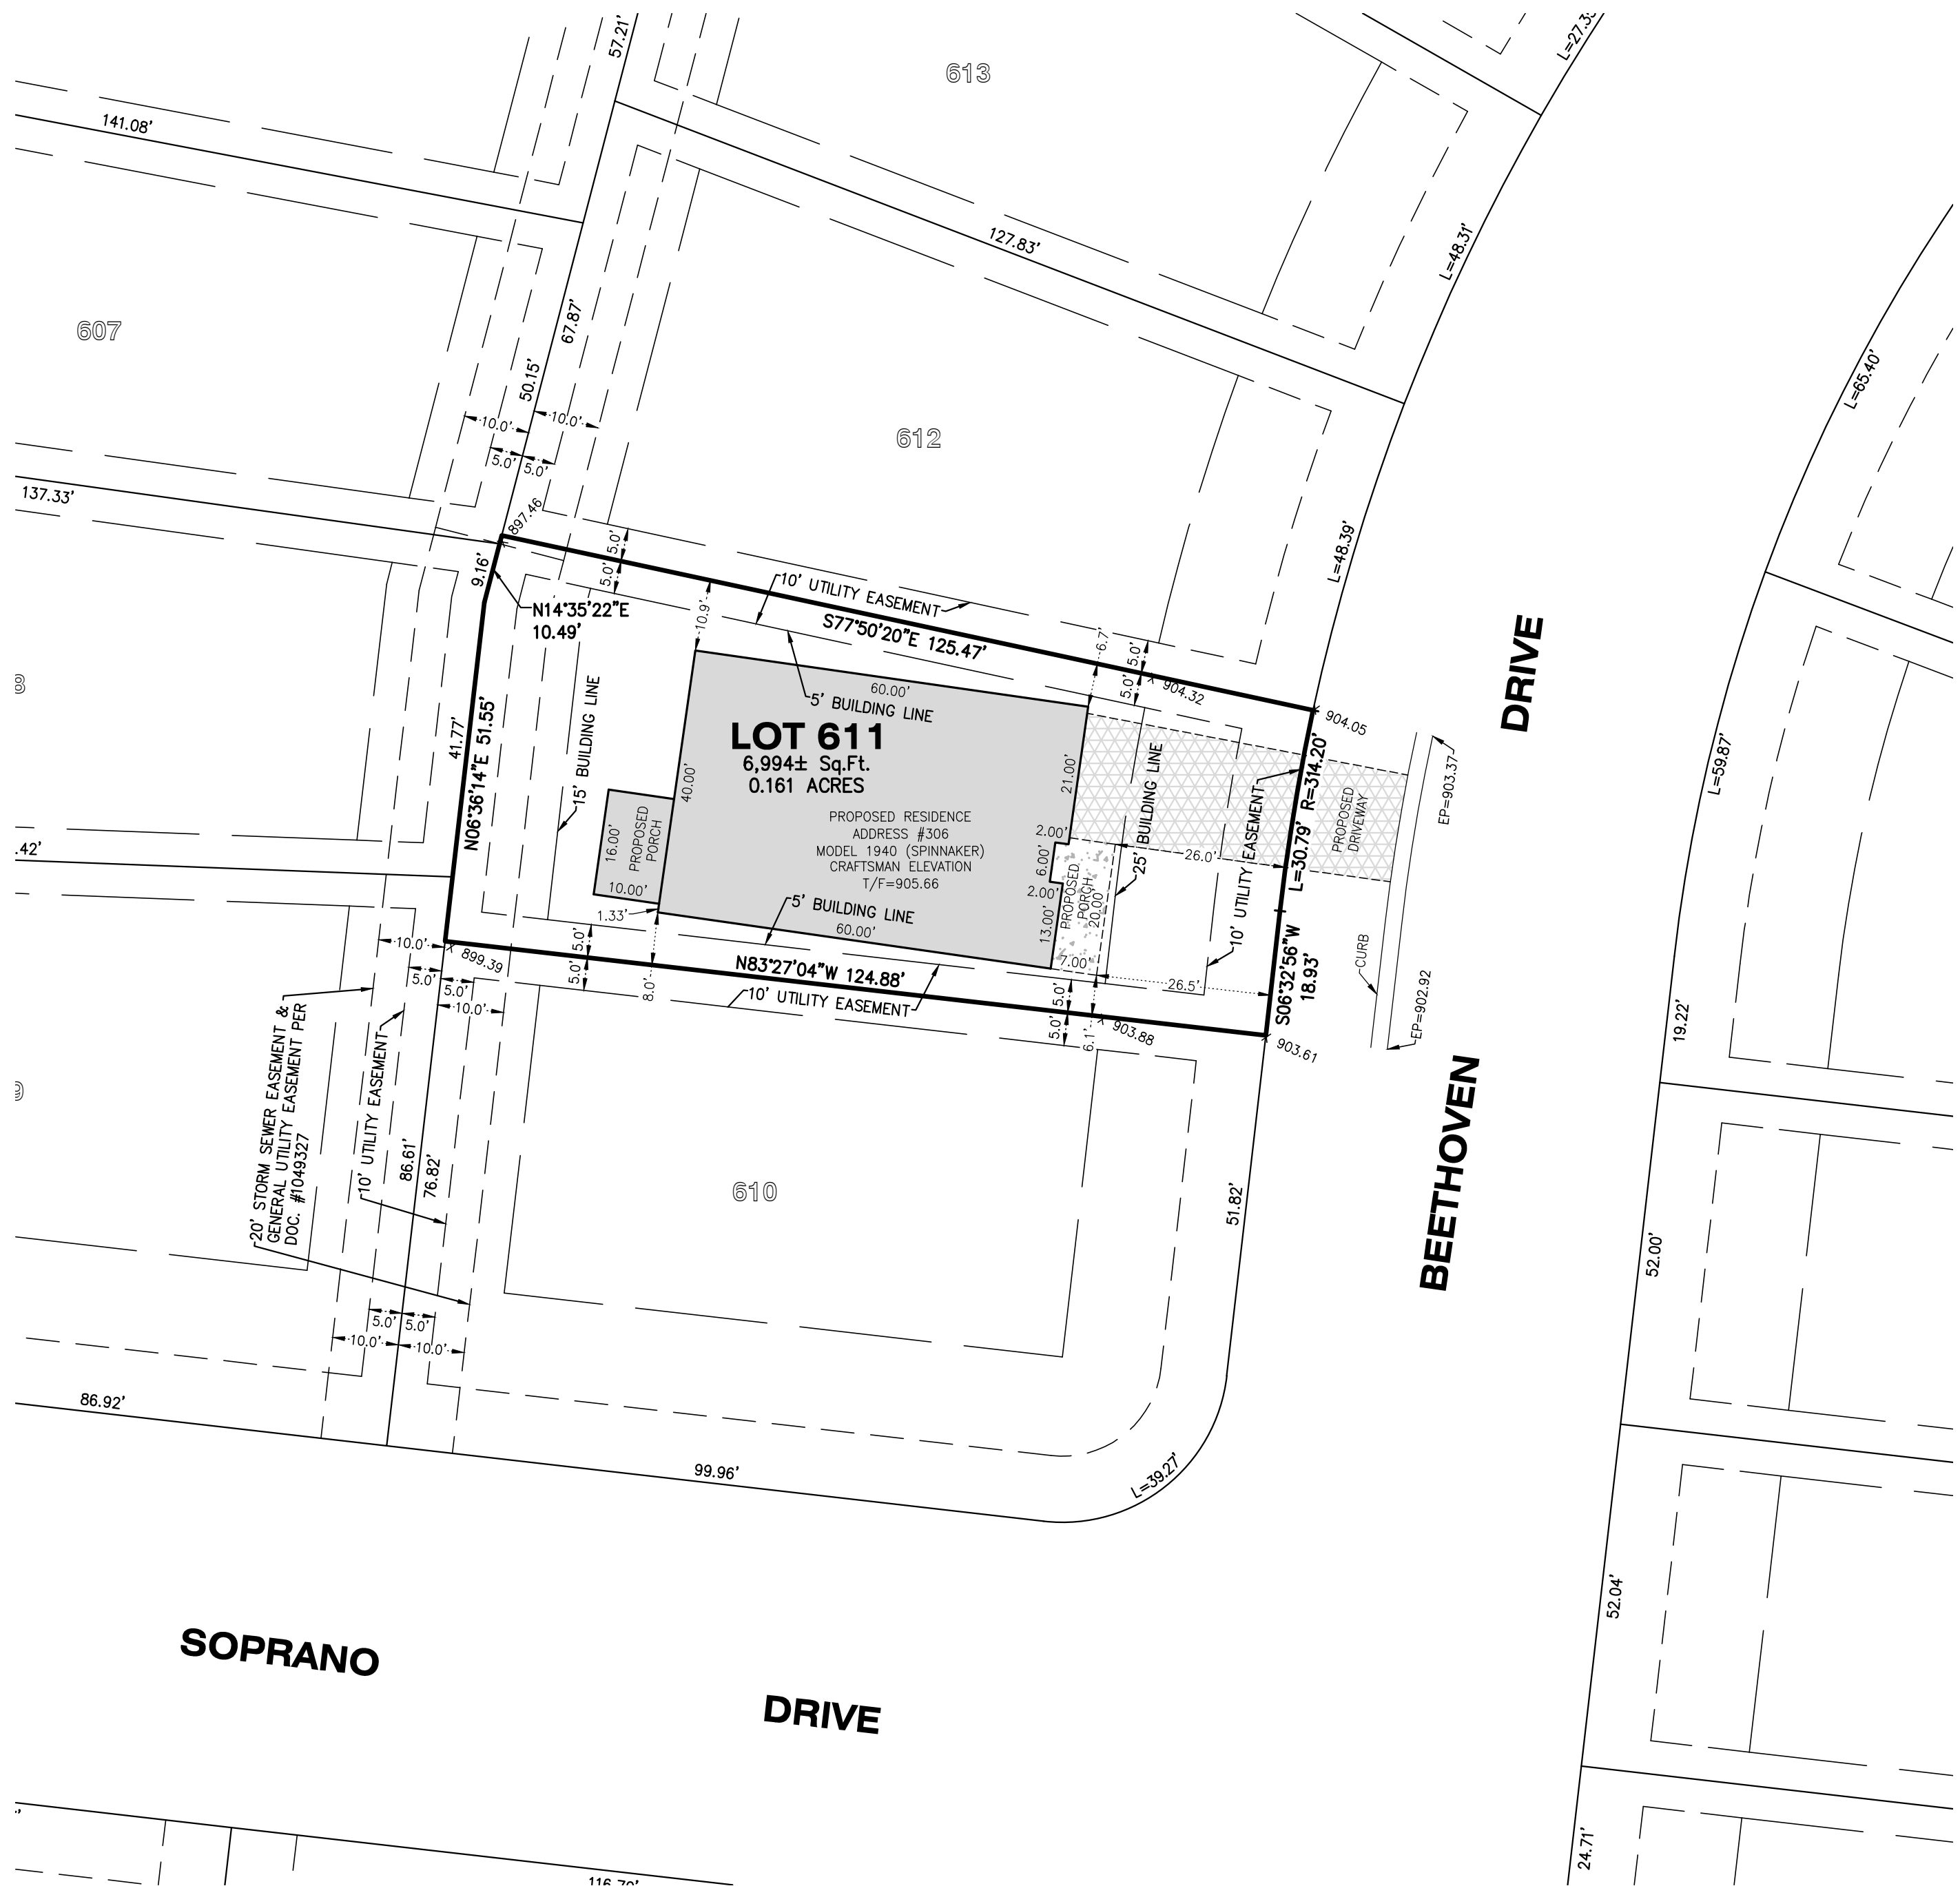 57.21'
613
L=27.3
141.08'
127.83'
L=48.31'
607
67.87'
50.15'
10.0'
10.0'
5.0'
5.0'
612
L=65.40'
137.33'
897.46
L=48.39'
9.16'
5.0'
5.0'
10' UTILITY EASEMENT
N14°35'22"E
10.49'
10.9'
S77°50'20"E 125.47'
6.7'
5.0'
5.0'
904.32
904.05
DRIVE
60.00'
5' BUILDING LINE
LOT 611
6,994± Sq.Ft.
0.161 ACRES
15' BUILDING LINE
41.77'
N06°36'14"E 51.55'
40.00'
21.00'
25' BUILDING LINE
10' UTILITY EASEMENT
L=30.79' R=314.20'
PROPOSED
DRIVEWAY
EP=903.37
L=59.87'
16.00'
PROPOSED
PORCH
10.00'
1.33'
PROPOSED RESIDENCE
ADDRESS #306
MODEL 1940 (SPINNAKER)
CRAFTSMAN ELEVATION
T/F=905.66
2.00'
6.00'
2.00'
13.00'
PROPOSED
PORCH
20.00'
26.0'
5' BUILDING LINE
60.00'
7.00'
26.5'
.42'
10.0'
5.0'
899.39
5.0'
10.0'
5.0'
5.0'
8.0'
N83°27'04"W 124.88'
10' UTILITY EASEMENT
5.0'
5.0'
6.1'
903.88
903.61
S06°32'56"W
18.93'
CURB
EP=902.92
19.22'
20' STORM SEWER EASEMENT &
GENERAL UTILITY EASEMENT PER
DOC. #1049327
10' UTILITY EASEMENT
86.61'
76.82'
610
51.82'
BEETHOVEN
52.00'
5.0'
5.0'
10.0'
10.0'
86.92'
99.96'
L=39.27'
52.04'
SOPRANO
DRIVE
24.71'